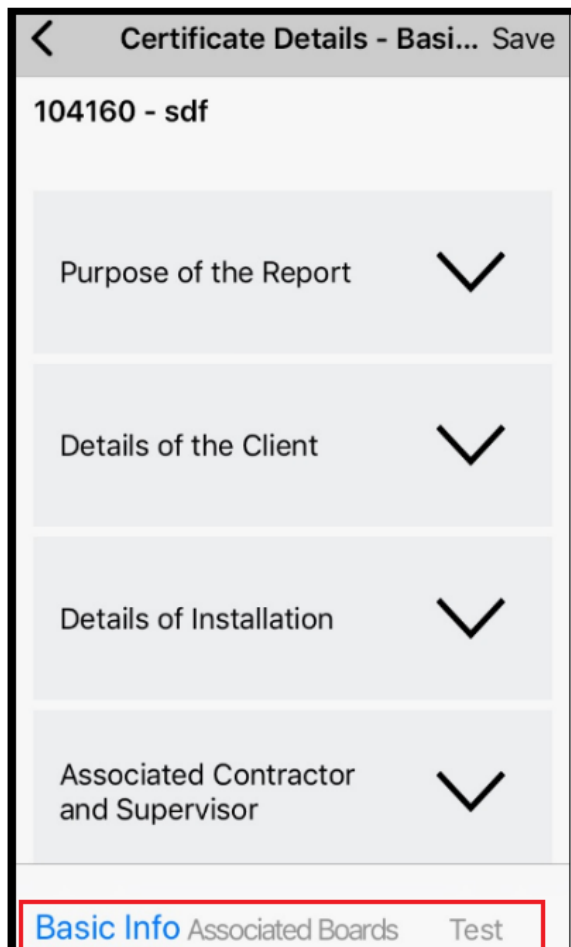 Certificate Details - Basi... Save
104160 - sdf
Purpose of the Report
Details of the Client
Details of Installation
Associated Contractor
and Supervisor
Basic Info Associated Boards Test